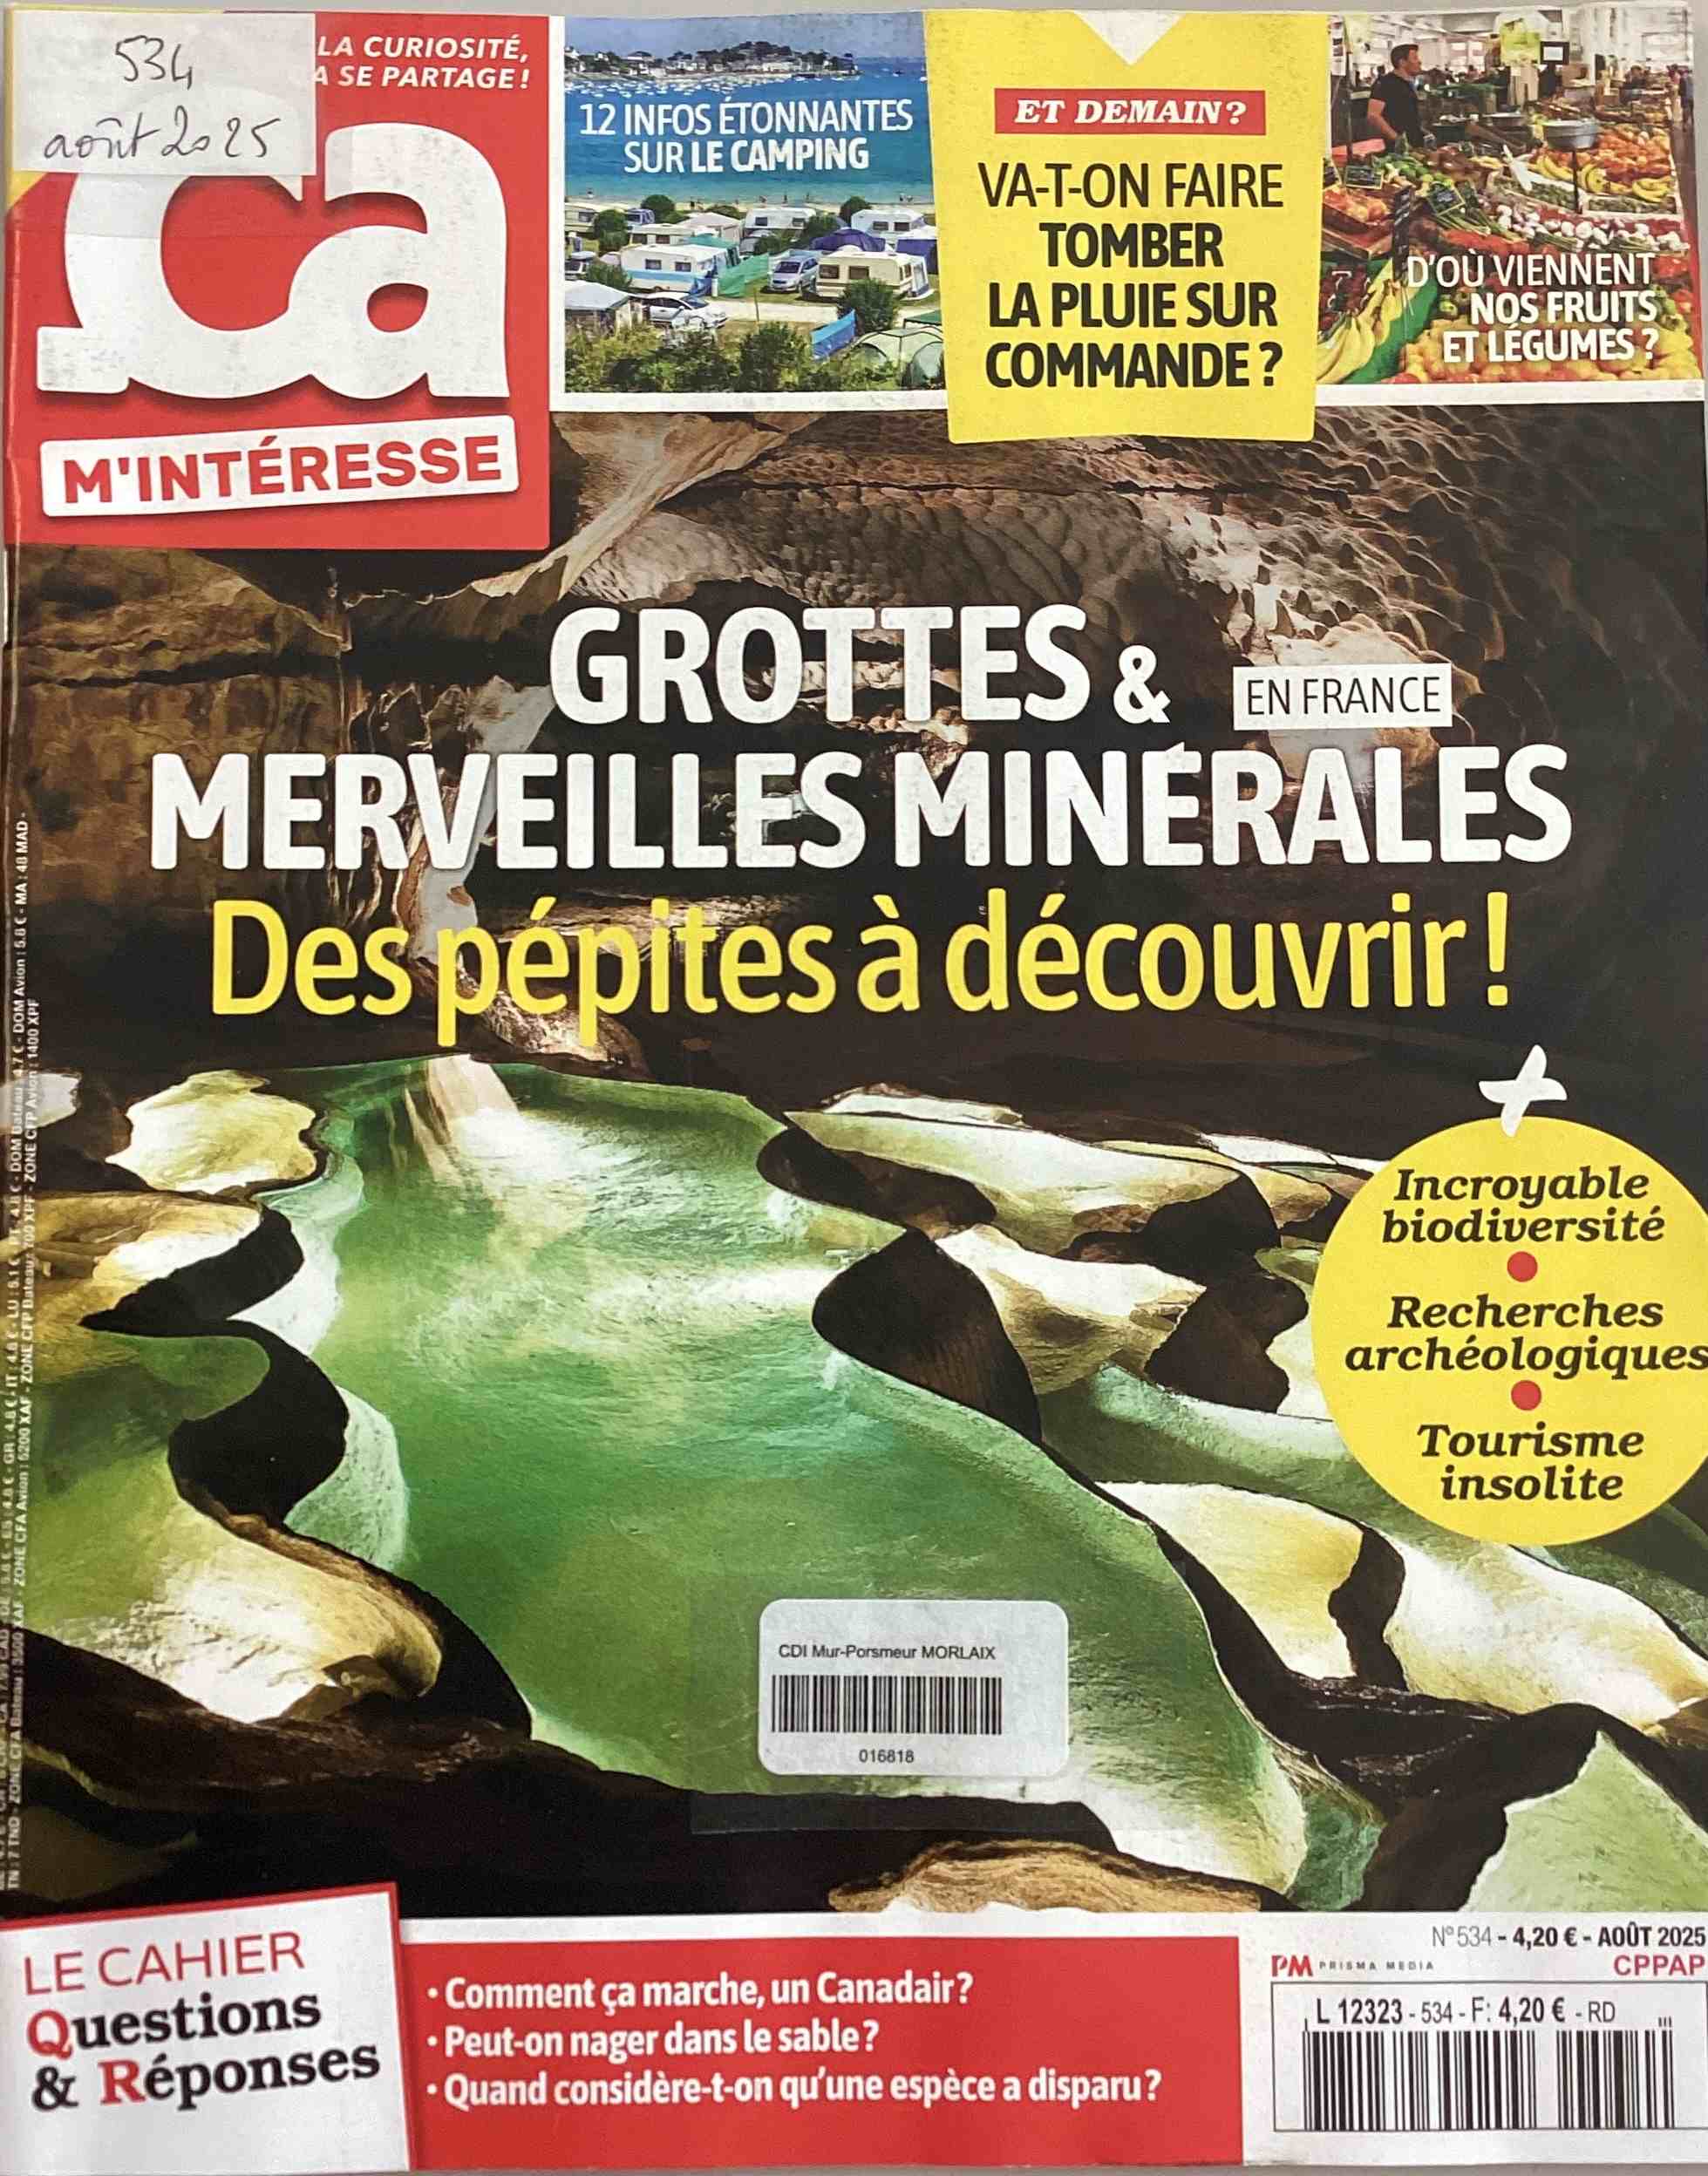 534
août 2025
LA CURIOSITÉ,
A SE PARTAGE !
ça
M'INTÉRESSE
12 INFOS ÉTONNANTES
SUR LE CAMPING
ET DEMAIN ?
VA-T-ON FAIRE
TOMBER
LA PLUIE SUR
COMMANDE ?
D'OÙ VIENNENT
NOS FRUITS
ET LÉGUMES ?
GROTTES &
EN FRANCE
MERVEILLES MINÉRALES
Des pépites à découvrir !
+
Incroyable
biodiversité
Recherches
archéologiques
Tourisme
insolite
CDI Mur-Porsmeur MORLAIX
016818
LE CAHIER
Questions
& Réponses
• Comment ça marche, un Canadair ?
• Peut-on nager dans le sable ?
• Quand considère-t-on qu'une espèce a disparu ?
N° 534 - 4,20 € - AOÛT 2025
PM PRISMA MEDIA
CPPAP
L 12323 - 534 - F: 4,20 € - RD